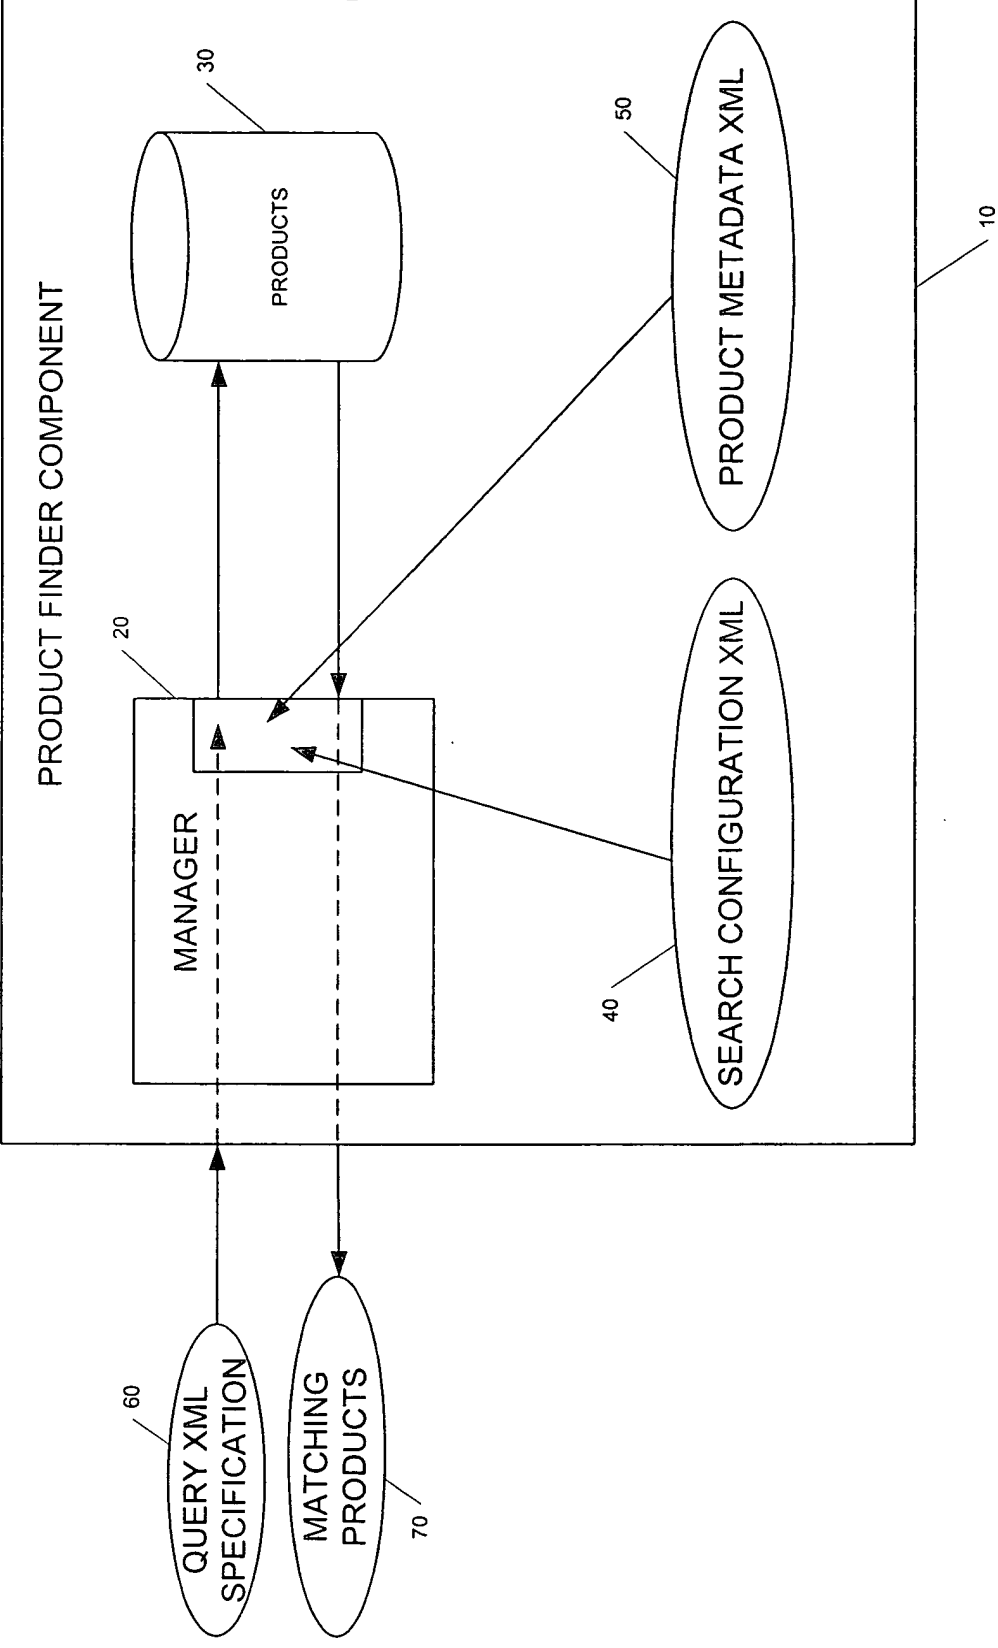 PRODUCT FINDER COMPONENT
60
QUERY XML
SPECIFICATION
MATCHING
PRODUCTS
70
20
MANAGER
30
PRODUCTS
40
SEARCH CONFIGURATION XML
50
PRODUCT METADATA XML
10